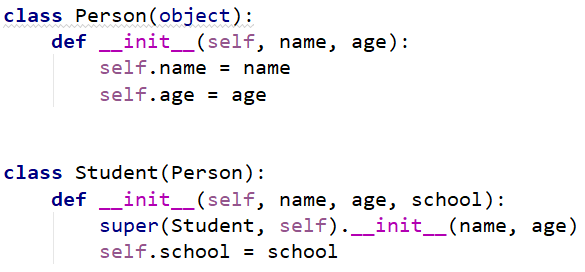 class Person(object):
    def __init__(self, name, age):
        self.name = name
        self.age = age
class Student(Person):
    def __init__(self, name, age, school):
        super(Student, self).__init__(name, age)
        self.school = school